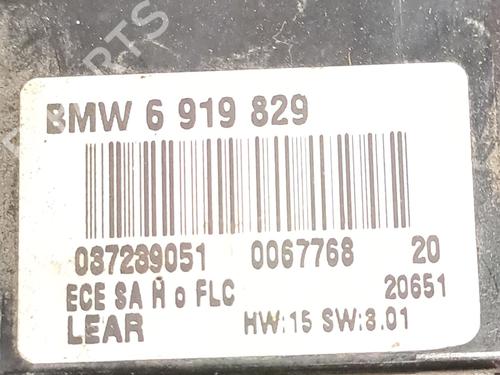 BMW 6 919 829
037239051 0067768 20
ECE SA H o FLC 20651
LEAR HW:15 SW:3.01